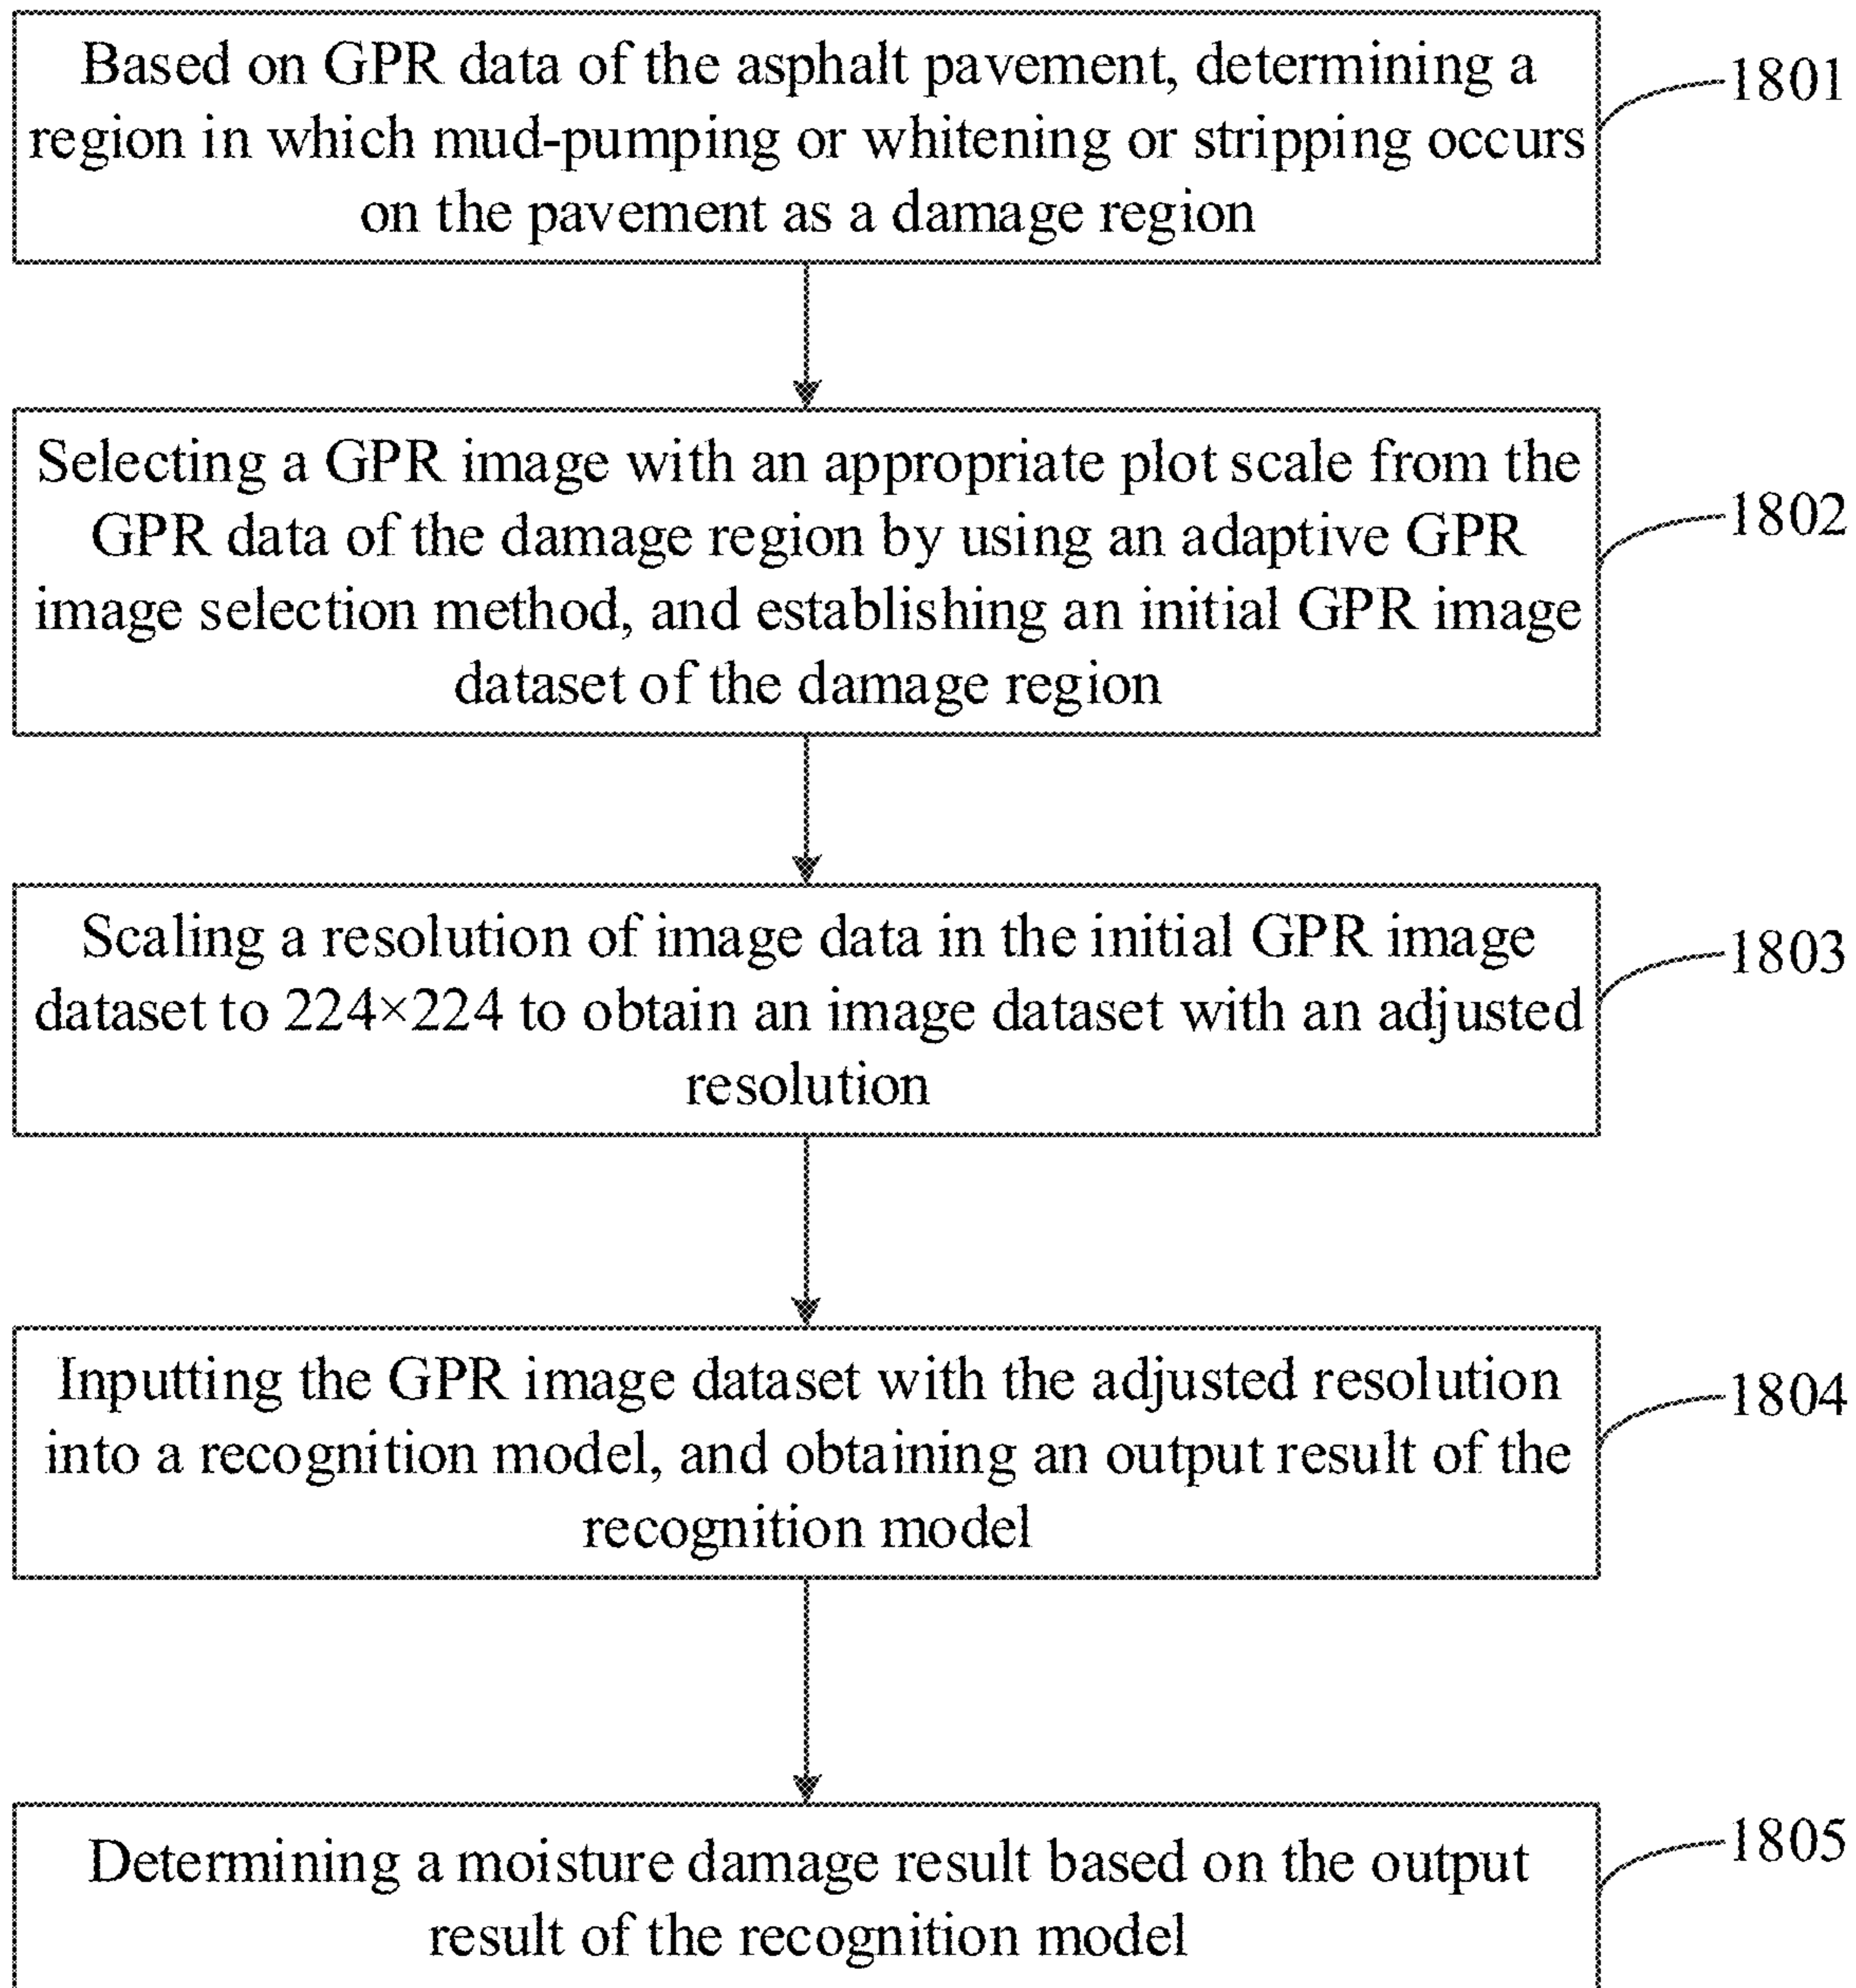 Based on GPR data of the asphalt pavement, determining a
region in which mud-pumping or whitening or stripping occurs
on the pavement as a damage region
1801
Selecting a GPR image with an appropriate plot scale from the
GPR data of the damage region by using an adaptive GPR
image selection method, and establishing an initial GPR image
dataset of the damage region
1802
Scaling a resolution of image data in the initial GPR image
dataset to 224×224 to obtain an image dataset with an adjusted
resolution
1803
Inputting the GPR image dataset with the adjusted resolution
into a recognition model, and obtaining an output result of the
recognition model
1804
Determining a moisture damage result based on the output
result of the recognition model
1805